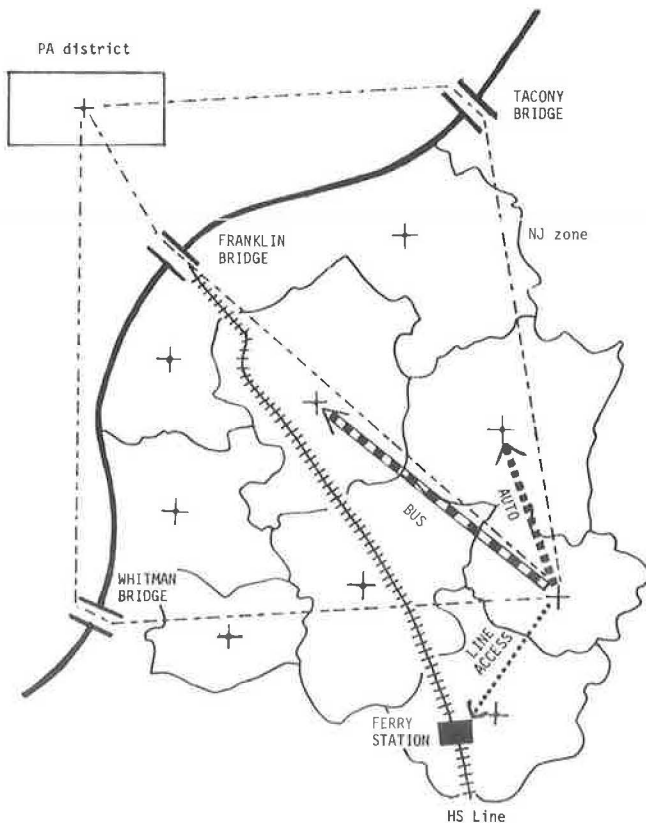 PA district
TACONY
BRIDGE
FRANKLIN
BRIDGE
NJ zone
BUS
AUTO
WHITMAN
BRIDGE
LINE
ACCESS
FERRY
STATION
HS Line